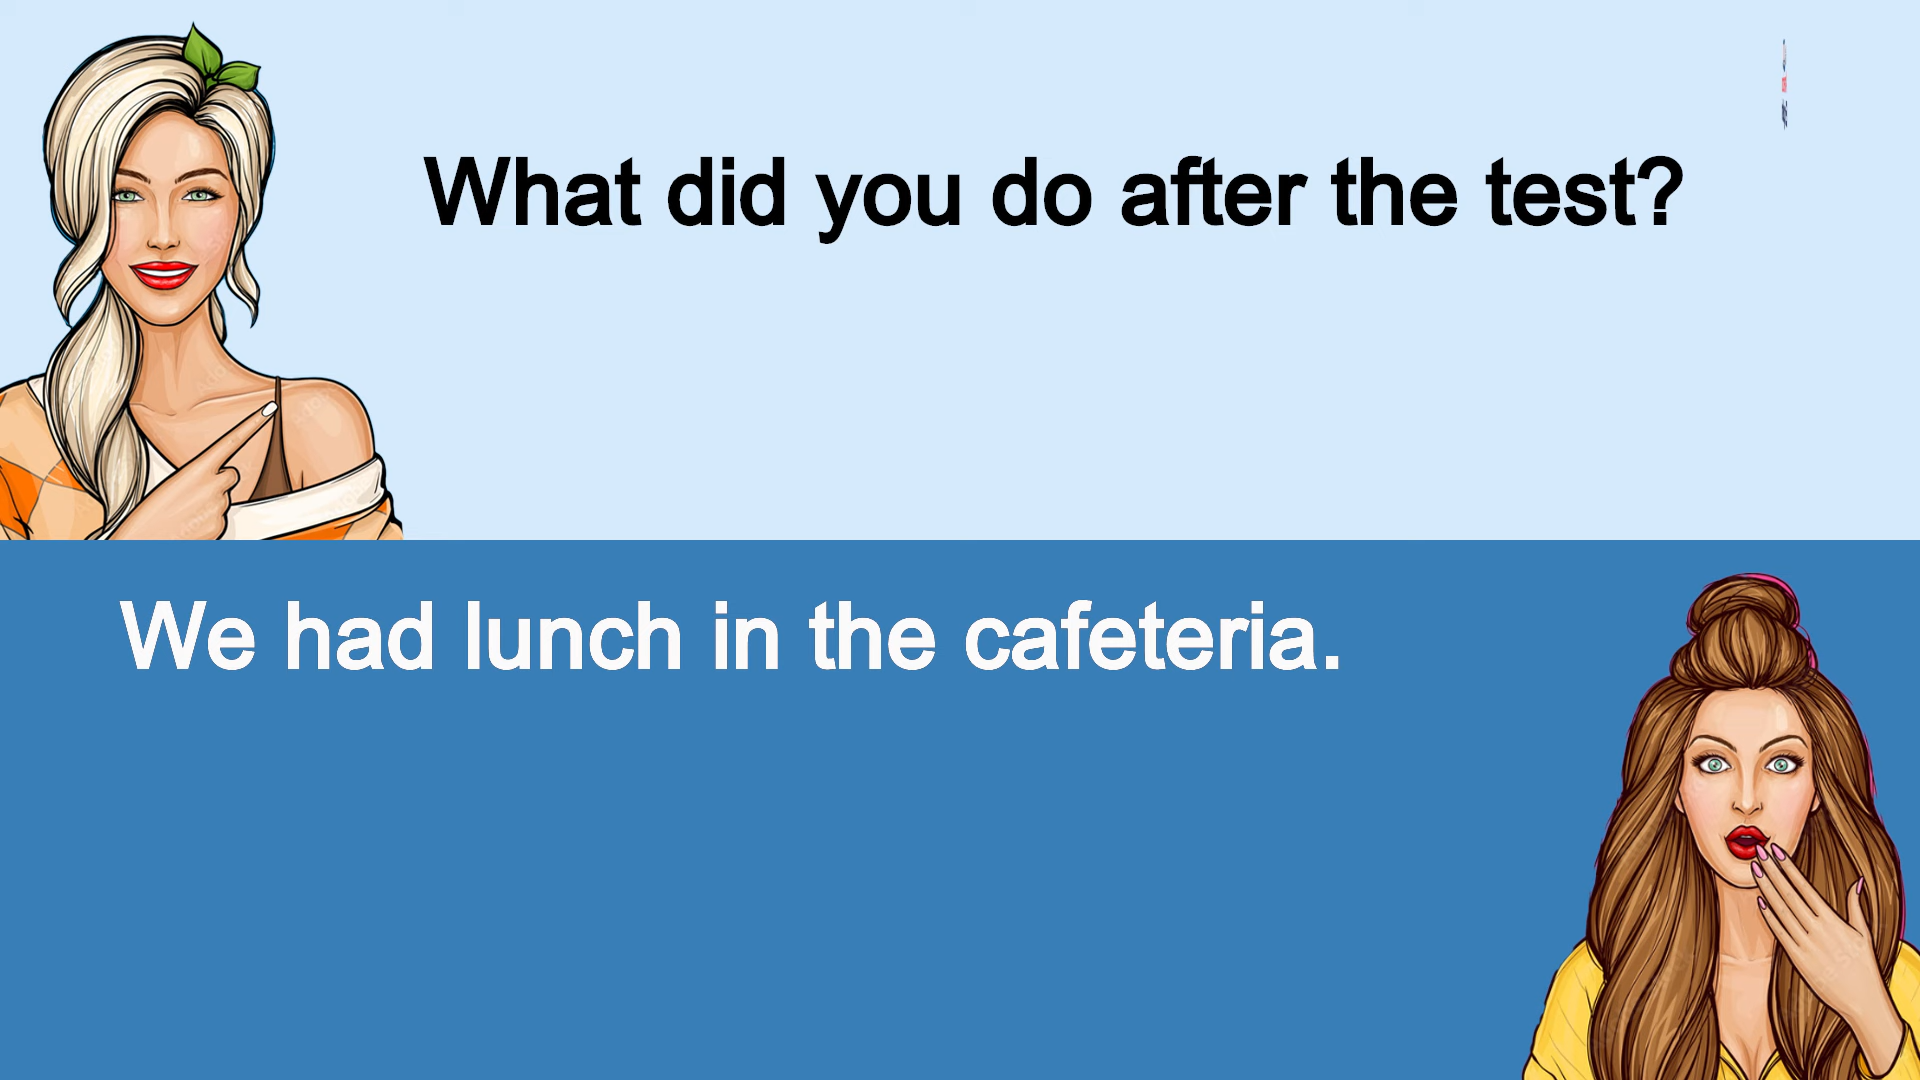 What did you do after the test?
We had lunch in the cafeteria.